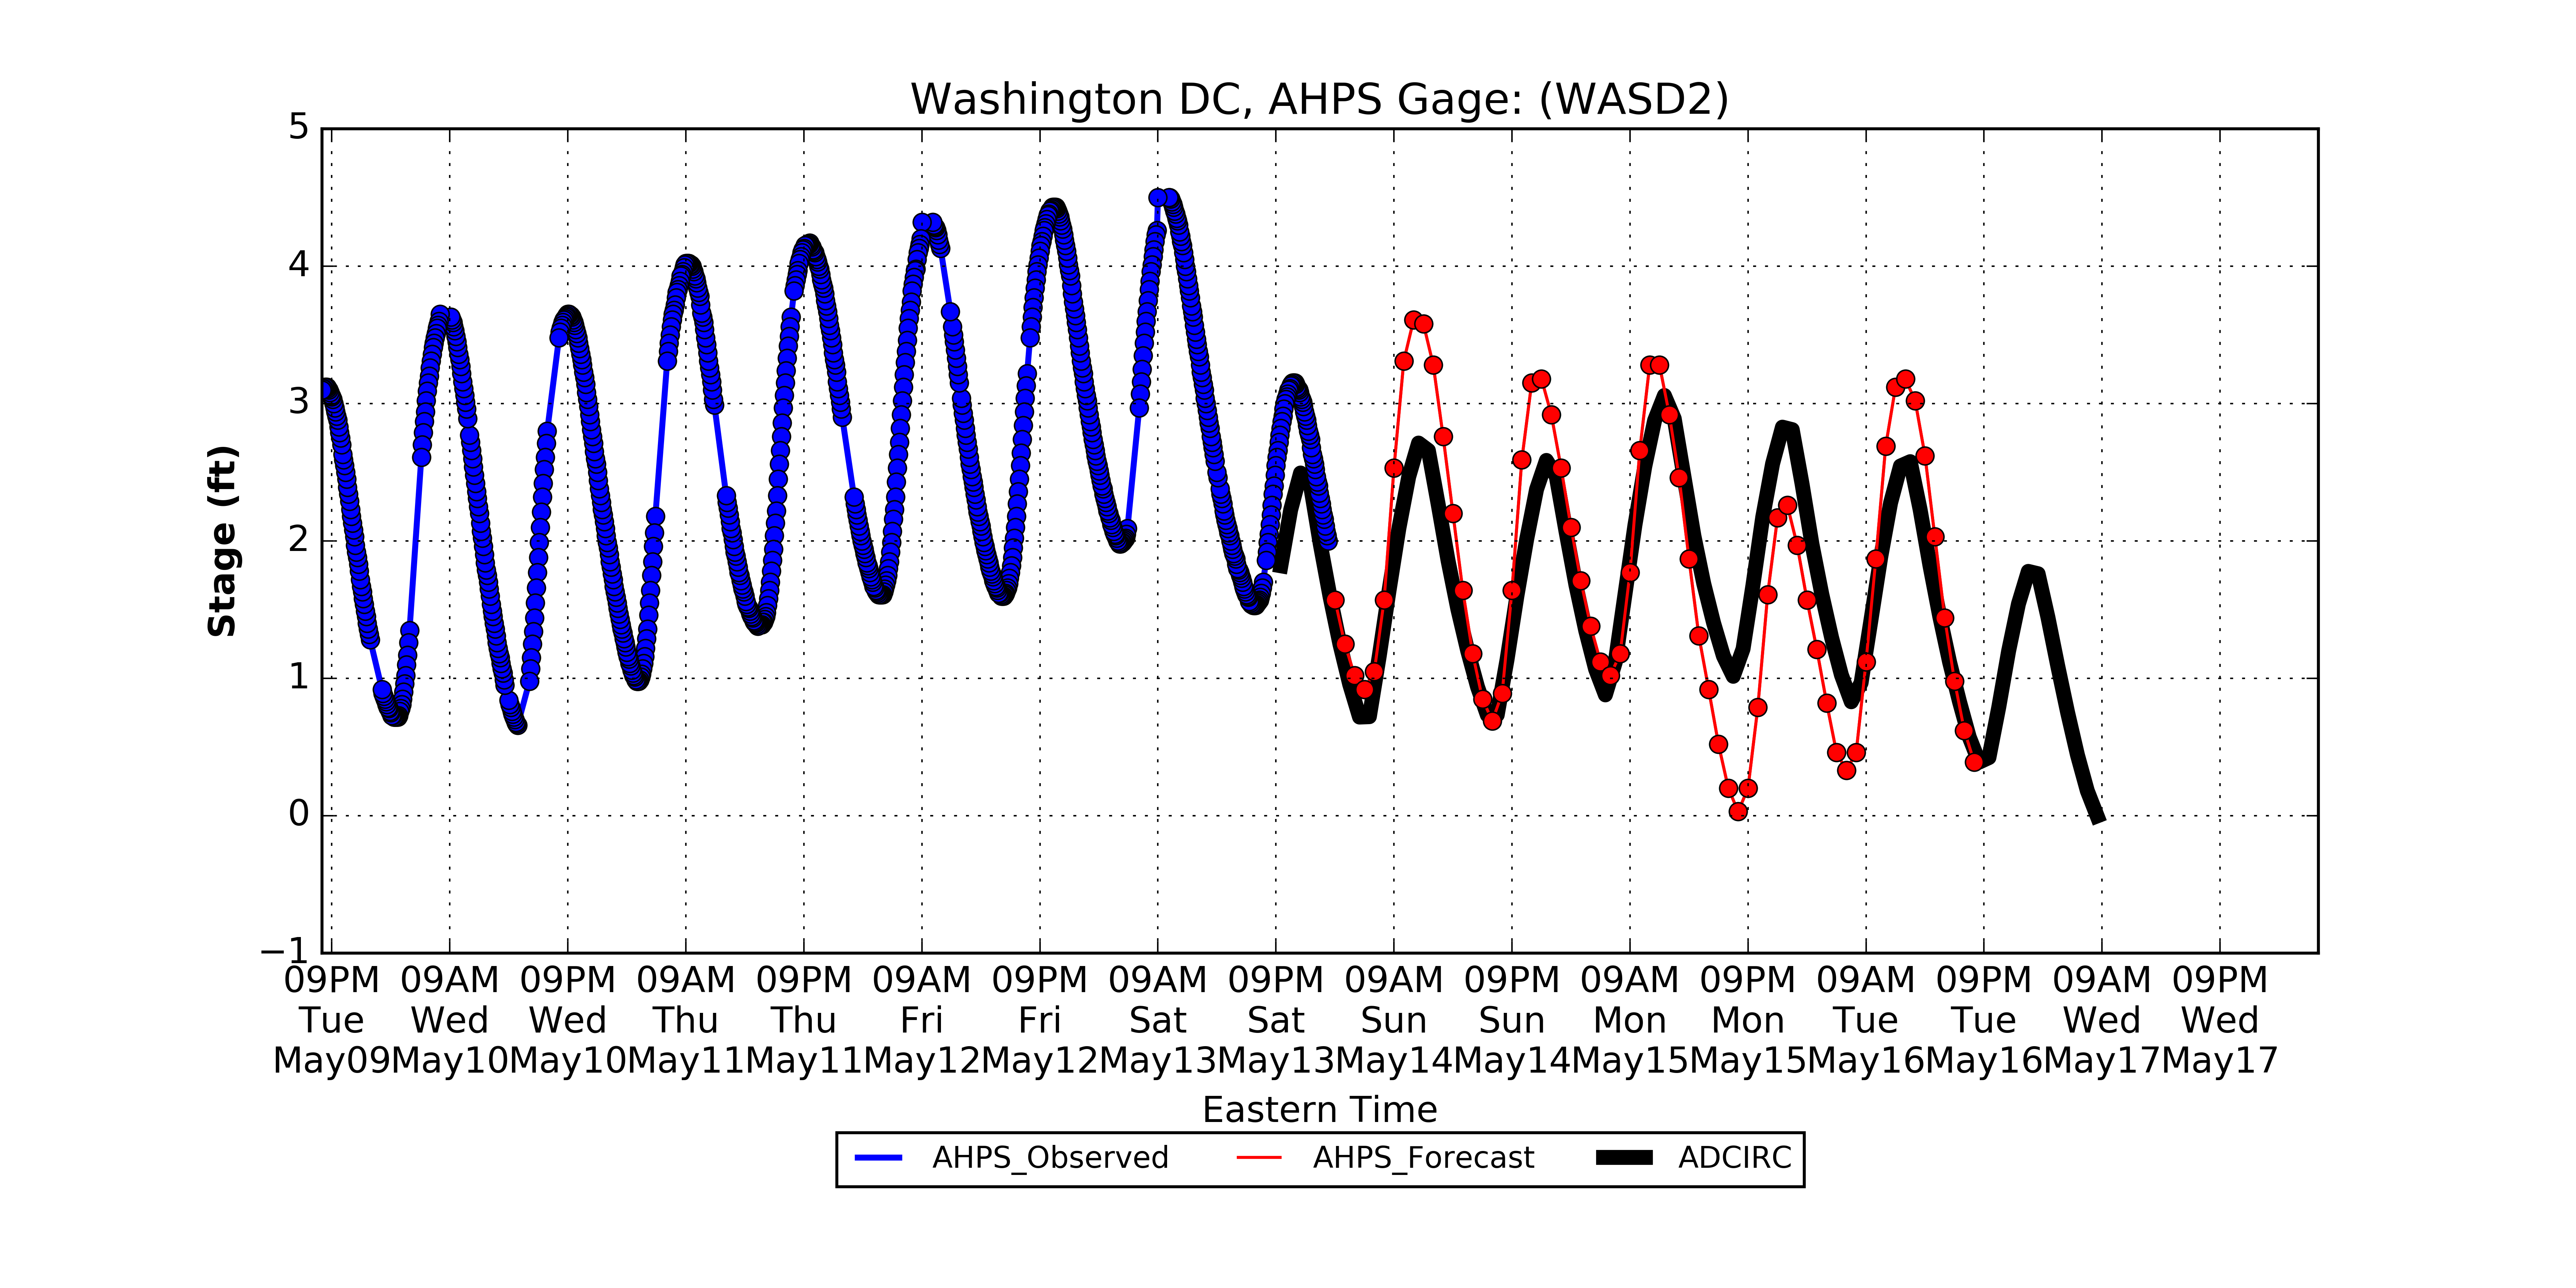 Washington DC, AHPS Gage: (WASD2)
5
4
3
2
1
0
−1
Stage (ft)
09PM 09AM 09PM 09AM 09PM 09AM 09PM 09AM 09PM 09AM 09PM 09AM 09PM 09AM 09PM 09AM 09PM
Tue Wed Wed Thu Thu Fri Fri Sat Sat Sun Sun Mon Mon Tue Tue Wed Wed
May09 May10 May10 May11 May11 May12 May12 May13 May13 May14 May14 May15 May15 May16 May16 May17 May17
Eastern Time
AHPS_Observed AHPS_Forecast ADCIRC